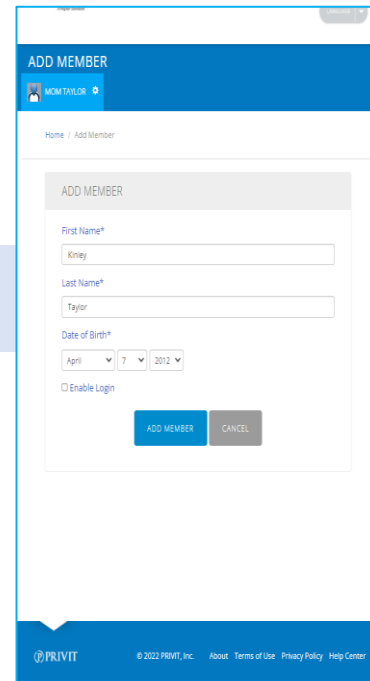 ADD MEMBER
MOM TAYLOR
Home / Add Member
ADD MEMBER
First Name*
Kinley
Last Name*
Taylor
Date of Birth*
April 7 2012
Enable Login
ADD MEMBER CANCEL
PRIVIT © 2022 PRIVIT, Inc. About Terms of Use Privacy Policy Help Center